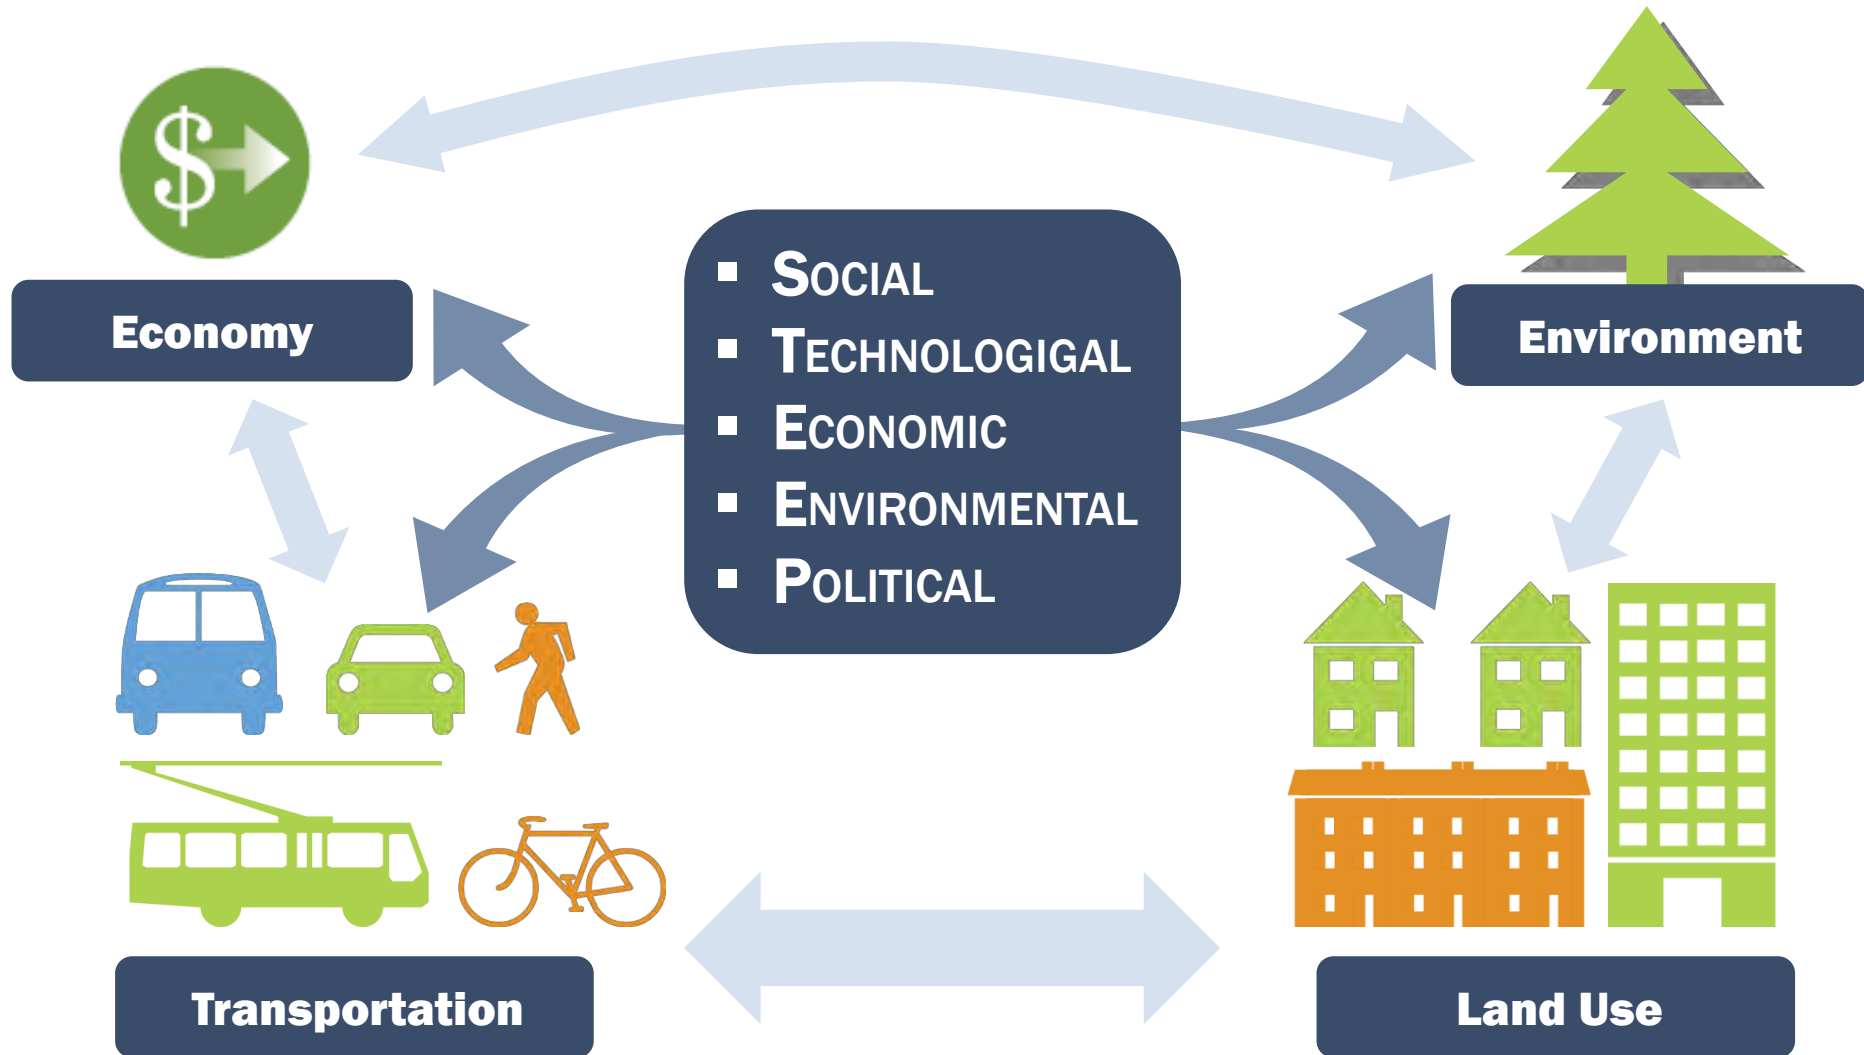 $
Economy
Environment
▪ SOCIAL
▪ TECHNOLOGIGAL
▪ ECONOMIC
▪ ENVIRONMENTAL
▪ POLITICAL
Transportation
Land Use